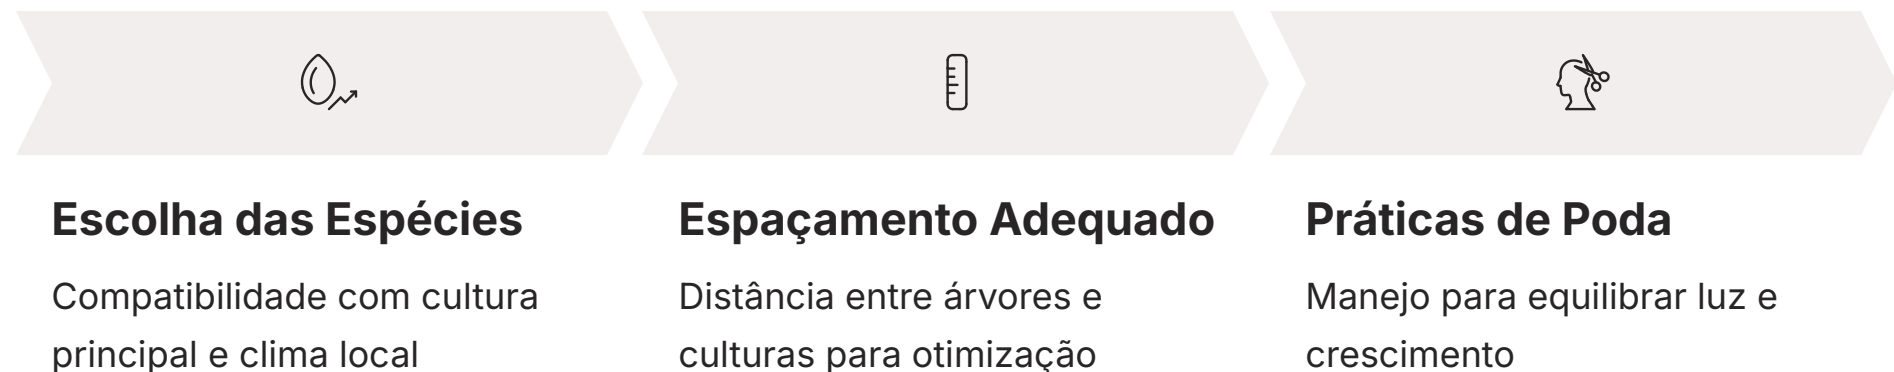 Escolha das Espécies
Compatibilidade com cultura
principal e clima local
Espaçamento Adequado
Distância entre árvores e
culturas para otimização
Práticas de Poda
Manejo para equilibrar luz e
crescimento